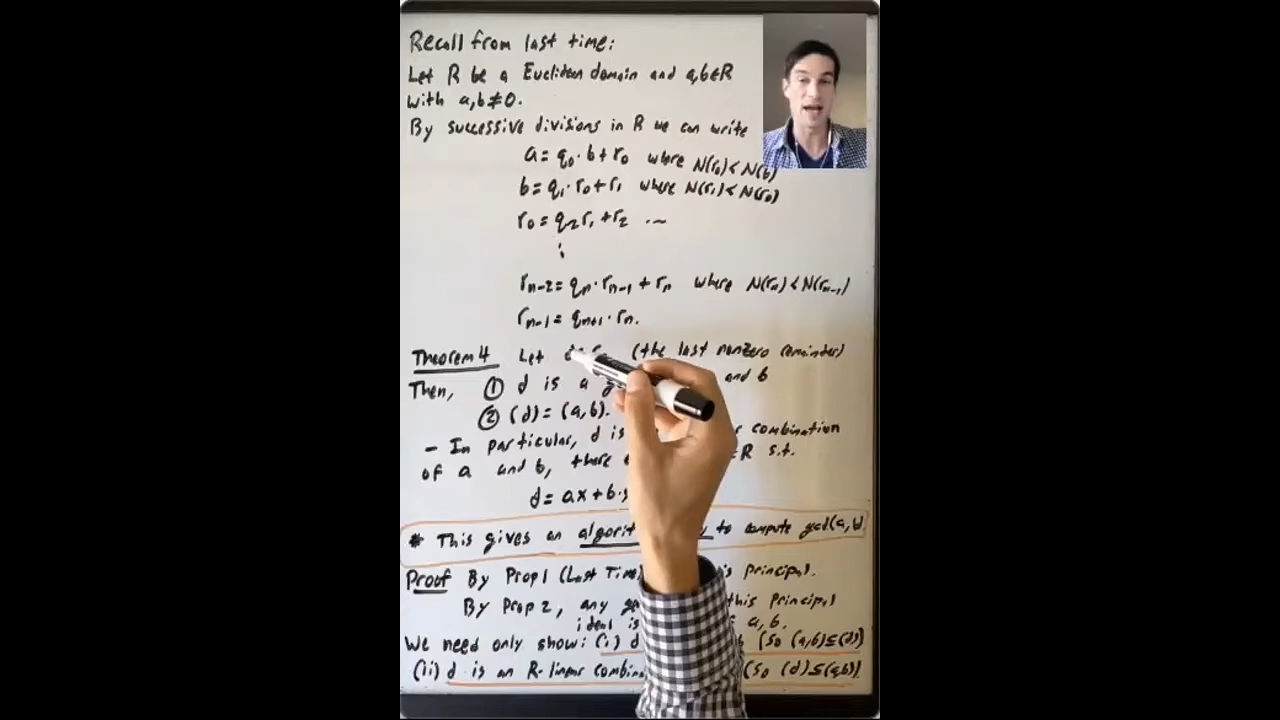 Recall from last time:
Let R be a Euclidean domain and a,b∈R
with a,b≠0.
By successive divisions in R we can write
a = q₀·b + r₀ where N(r₀) < N(b)
b = q₁·r₀ + r₁ where N(r₁) < N(r₀)
r₀ = q₂r₁ + r₂ ...
⋮
rₙ₋₂ = qₙ·rₙ₋₁ + rₙ where N(rₙ) < N(rₙ₋₁)
rₙ₋₁ = qₙ₊₁·rₙ.
Theorem 4 Let (the last nonzero reminder)
Then, ① d is a and b
② (d) = (a,b).
- In particular, d is combination
of a and b, there ∈R s.t.
d = ax + b·
* This gives an to compute gcd(a,b)
Proof By Prop 1 (Last Time) principal.
By Prop 2, any this principal
ideal is a,b.
We need only show: (i) d (so (a,b)⊆(d))
(ii) d is an R-linear (so (d)⊆(a,b)).